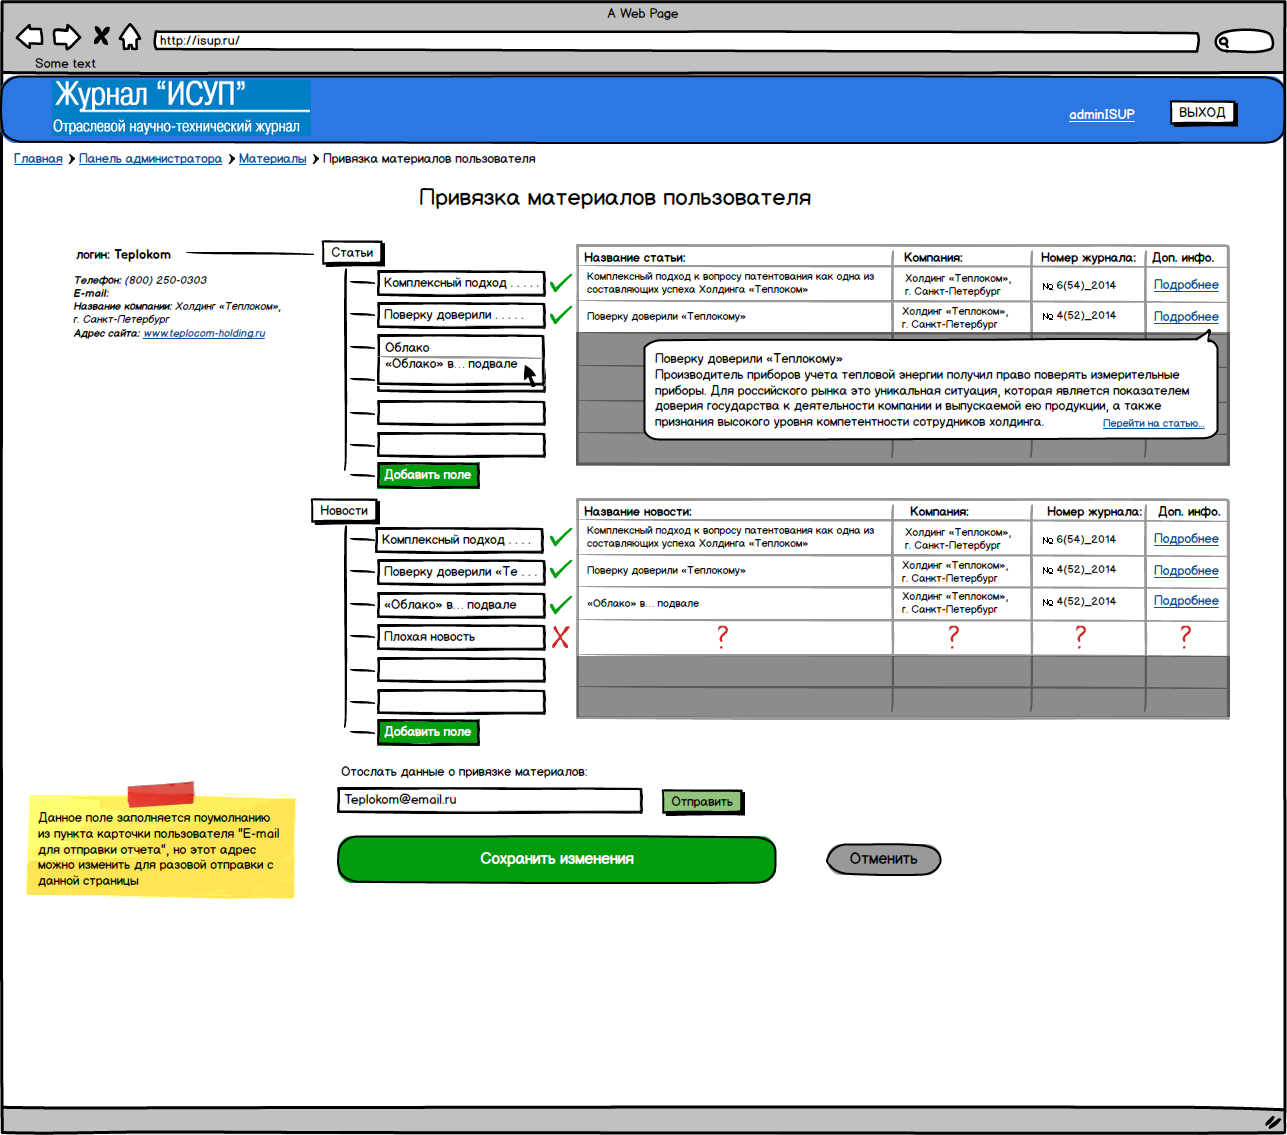 A Web Page
http://isup.ru/
Some text
Журнал “ИСУП”
Отраслевой научно-технический журнал
adminISUP
ВЫХОД
Главная
Панель администратора
Материалы
Привязка материалов пользователя
Привязка материалов пользователя
логин: Teplokom
Телефон: (800) 250-0303
E-mail:
Название компании: Холдинг «Теплоком»,
г. Санкт-Петербург
Адрес сайта: www.teplocom-holding.ru
Статьи
Комплексный подход . . . . .
Поверку доверили . . . . .
Облако
«Облако» в... подвале
Добавить поле
Название статьи:
Компания:
Номер журнала:
Доп. инфо.
Комплексный подход к вопросу патентования как одна из
составляющих успеха Холдинга «Теплоком»
Холдинг «Теплоком»,
г. Санкт-Петербург
№ 6(54)_2014
Подробнее
Поверку доверили «Теплокому»
Холдинг «Теплоком»,
г. Санкт-Петербург
№ 4(52)_2014
Подробнее
Поверку доверили «Теплокому»
Производитель приборов учета тепловой энергии получил право поверять измерительные
приборы. Для российского рынка это уникальная ситуация, которая является показателем
доверия государства к деятельности компании и выпускаемой ею продукции, а также
признания высокого уровня компетентности сотрудников холдинга.
Перейти на статью...
Новости
Комплексный подход . . . .
Поверку доверили «Те . . .
«Облако» в... подвале
Плохая новость
Добавить поле
Название новости:
Компания:
Номер журнала:
Доп. инфо.
Комплексный подход к вопросу патентования как одна из
составляющих успеха Холдинга «Теплоком»
Холдинг «Теплоком»,
г. Санкт-Петербург
№ 6(54)_2014
Подробнее
Поверку доверили «Теплокому»
Холдинг «Теплоком»,
г. Санкт-Петербург
№ 4(52)_2014
Подробнее
«Облако» в... подвале
Холдинг «Теплоком»,
г. Санкт-Петербург
№ 4(52)_2014
Подробнее
? ? ? ?
Отослать данные о привязке материалов:
Teplokom@email.ru
Отправить
Данное поле заполняется поумолнанию
из пункта карточки пользователя "E-mail
для отправки отчета", но этот адрес
можно изменить для разовой отправки с
данной страницы
Сохранить изменения
Отменить